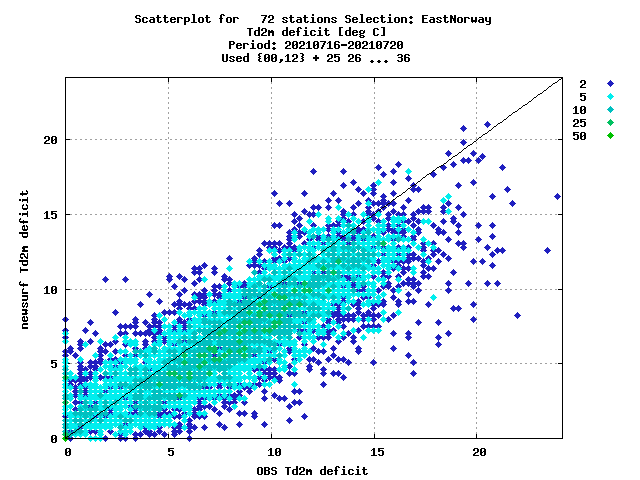 Scatterplot for   72 stations Selection: EastNorway
Td2m deficit [deg C]
Period: 20210716-20210720
Used {00,12} + 25 26 ... 36
2
5
10
25
50
20
15
10
5
0
newsurf Td2m deficit
0 5 10 15 20
OBS Td2m deficit